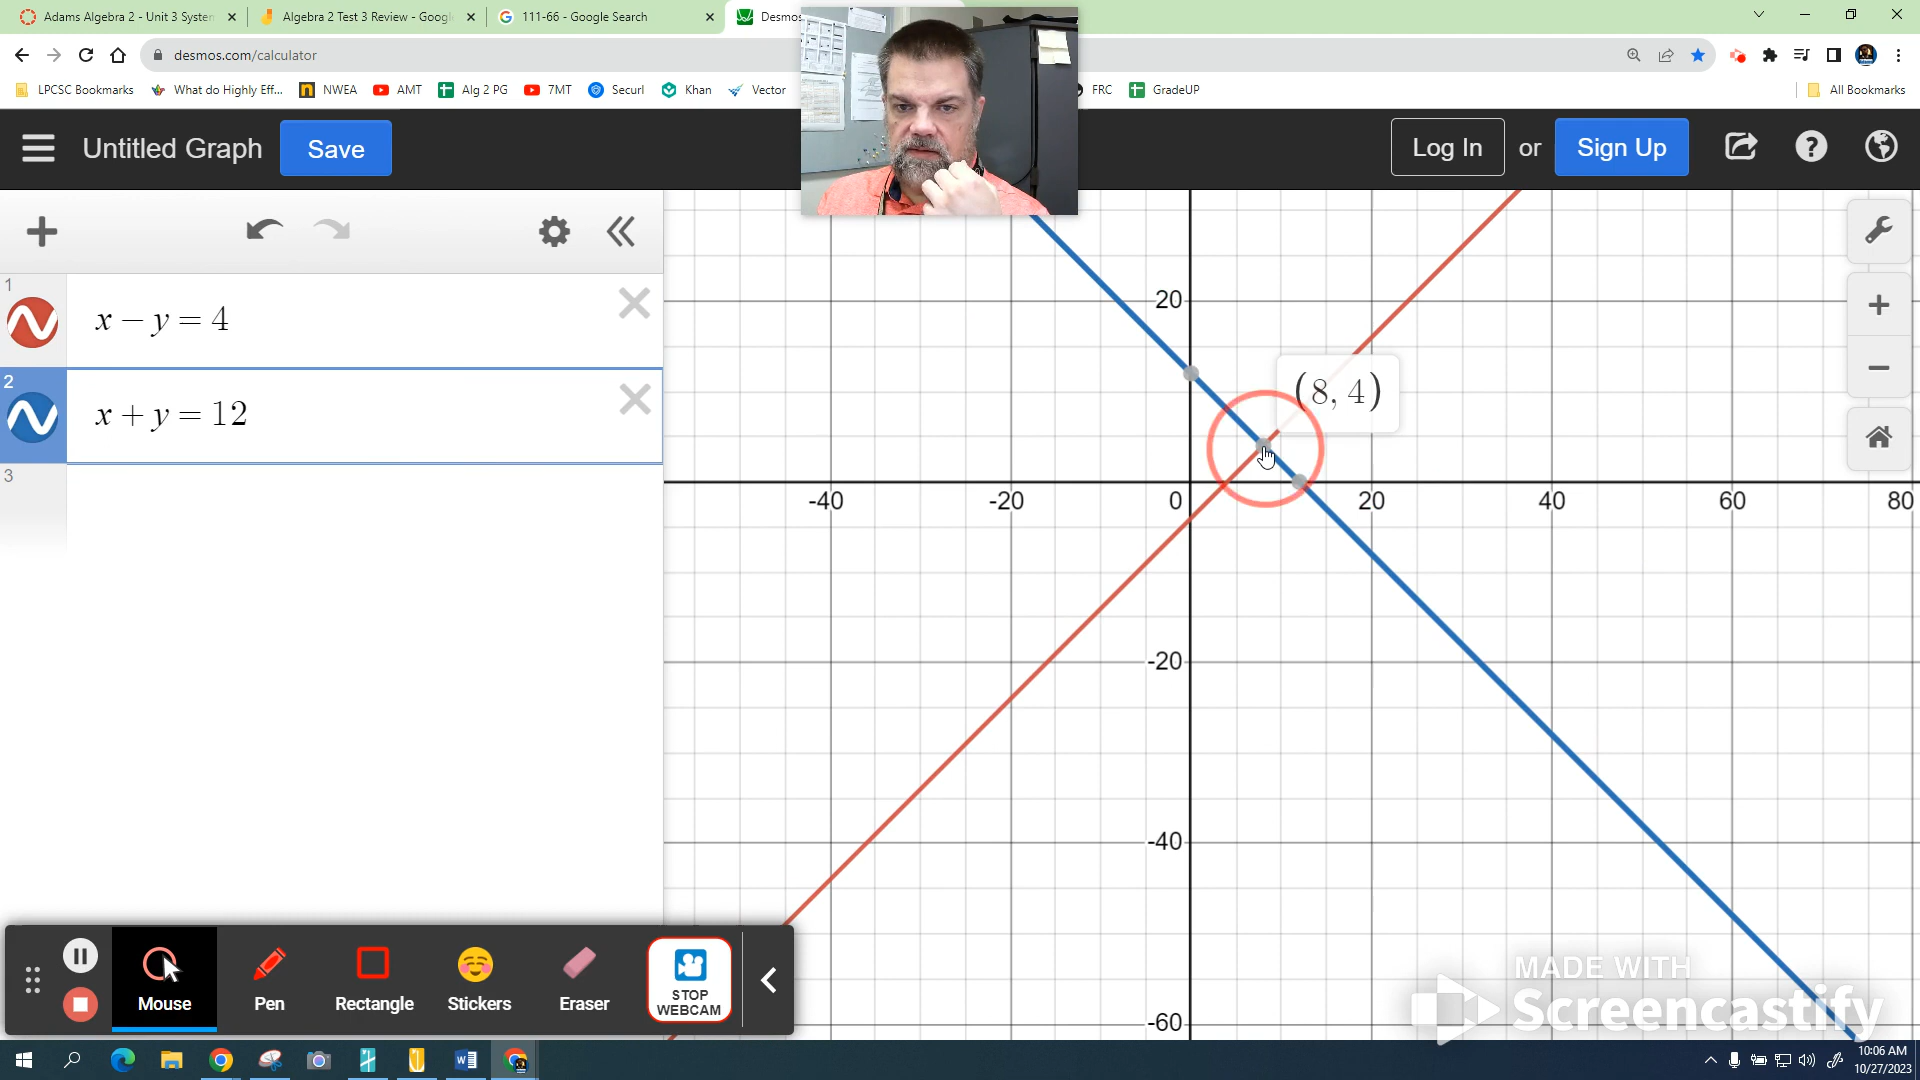 Adams Algebra 2 - Unit 3 System
Algebra 2 Test 3 Review - Googl
111-66 - Google Search
Desmos
desmos.com/calculator
LPCSC Bookmarks
What do Highly Eff...
NWEA
AMT
Alg 2 PG
7MT
Securl
Khan
Vector
FRC
GradeUP
All Bookmarks
Untitled Graph
Save
Log In
or
Sign Up
1
x − y = 4
2
x + y = 12
3
20
(8, 4)
-40
-20
0
20
40
60
80
-20
-40
-60
Mouse
Pen
Rectangle
Stickers
Eraser
STOP
WEBCAM
MADE WITH
Screencastify
10:06 AM
10/27/2023